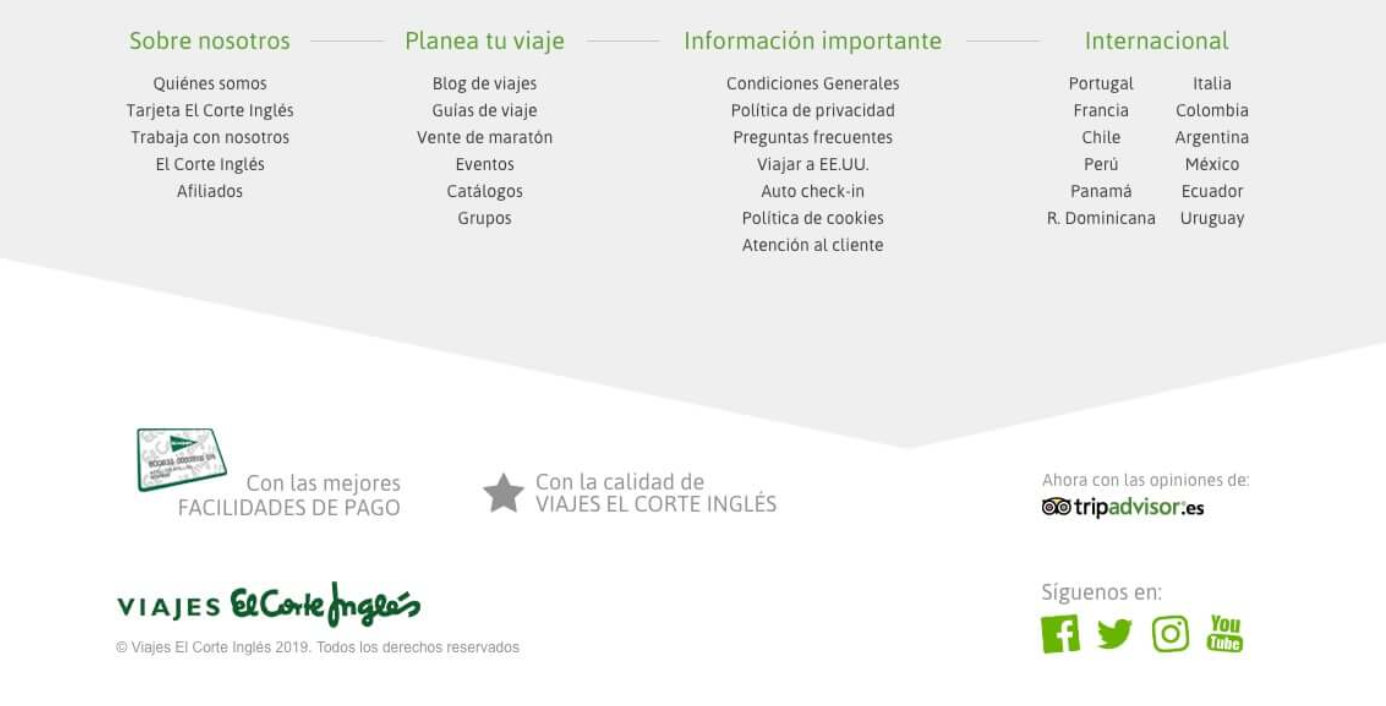 Sobre nosotros
Quiénes somos
Tarjeta El Corte Inglés
Trabaja con nosotros
El Corte Inglés
Afiliados
Planea tu viaje
Blog de viajes
Guías de viaje
Vente de maratón
Eventos
Catálogos
Grupos
Información importante
Condiciones Generales
Política de privacidad
Preguntas frecuentes
Viajar a EE.UU.
Auto check-in
Política de cookies
Atención al cliente
Internacional
Portugal Italia
Francia Colombia
Chile Argentina
Perú México
Panamá Ecuador
R. Dominicana Uruguay
Con las mejores
FACILIDADES DE PAGO
Con la calidad de
VIAJES EL CORTE INGLÉS
Ahora con las opiniones de:
tripadvisor.es
VIAJES El Corte Inglés
© Viajes El Corte Inglés 2019. Todos los derechos reservados
Síguenos en:
You
Tube